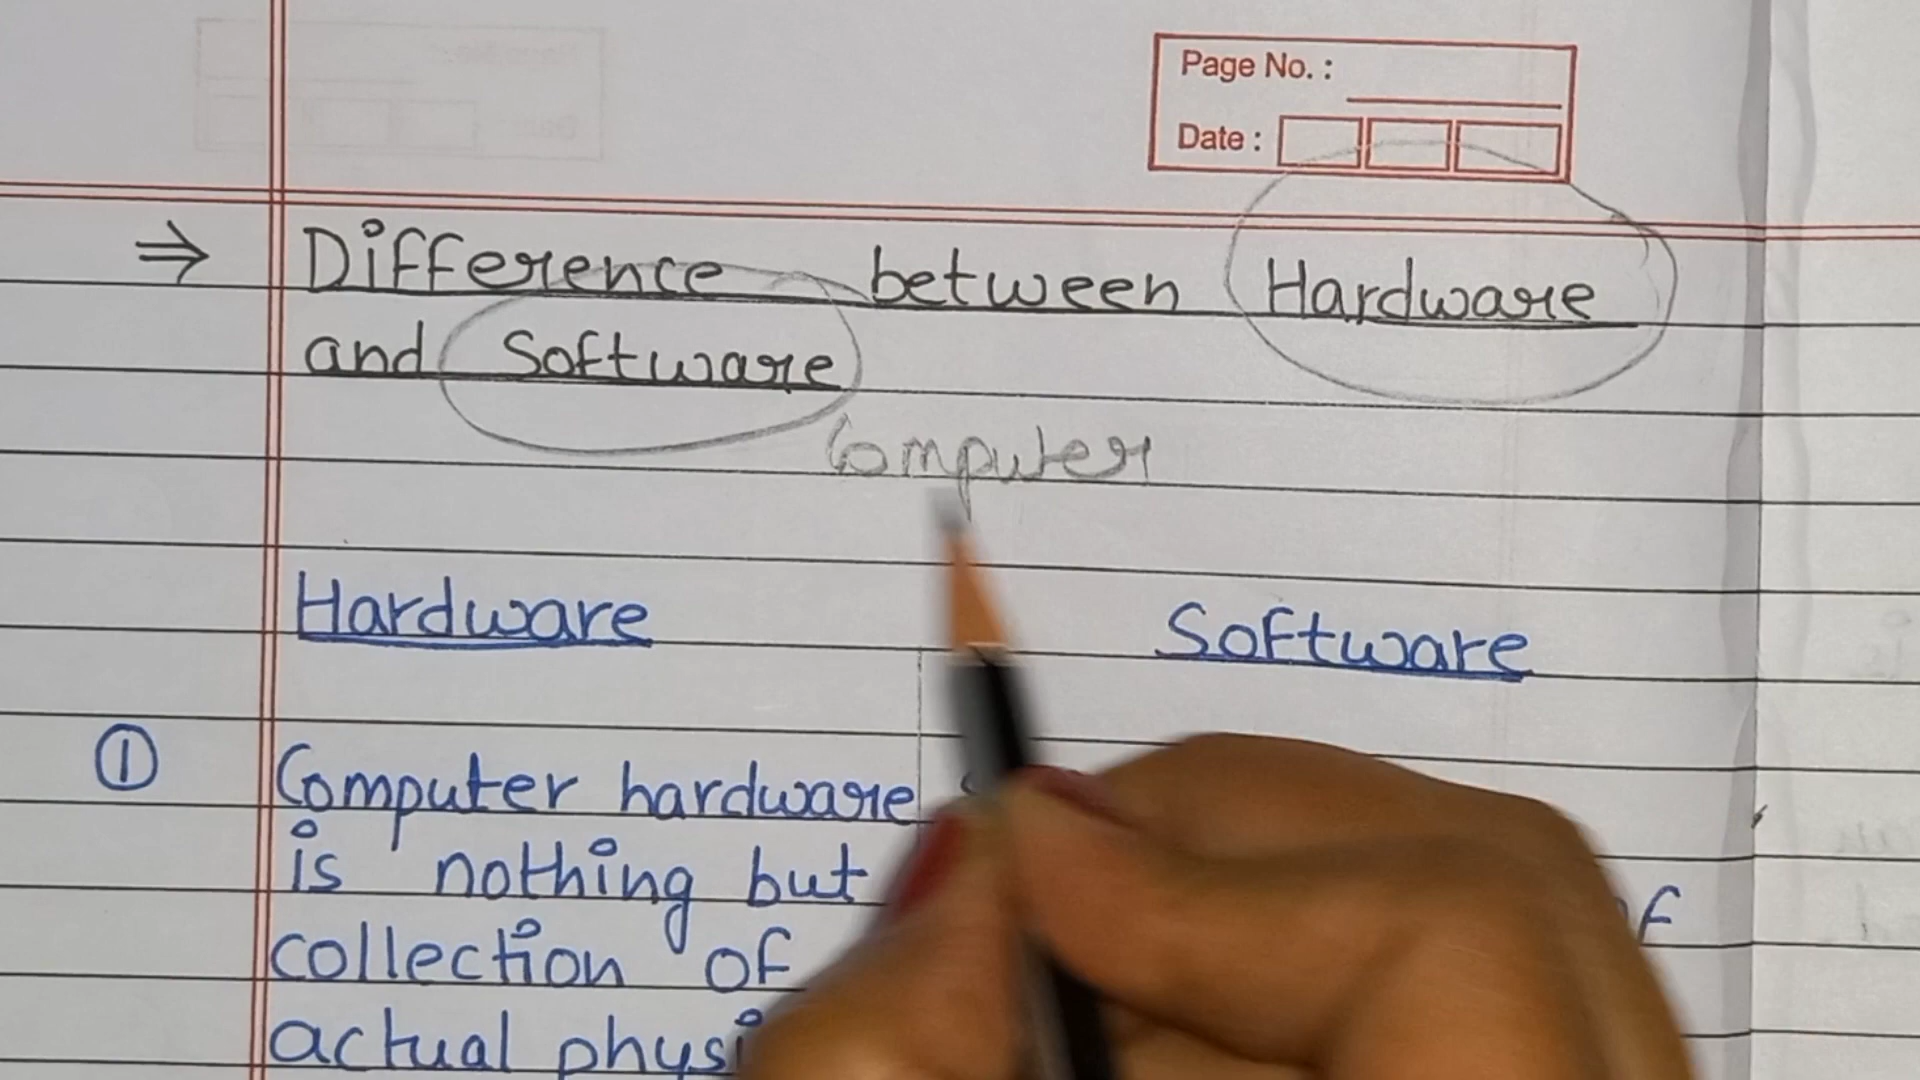 Page No. :
Date :
⇒ Difference between Hardware
and Software
Computer
Hardware Software
① Computer hardware
is nothing but
collection of
actual